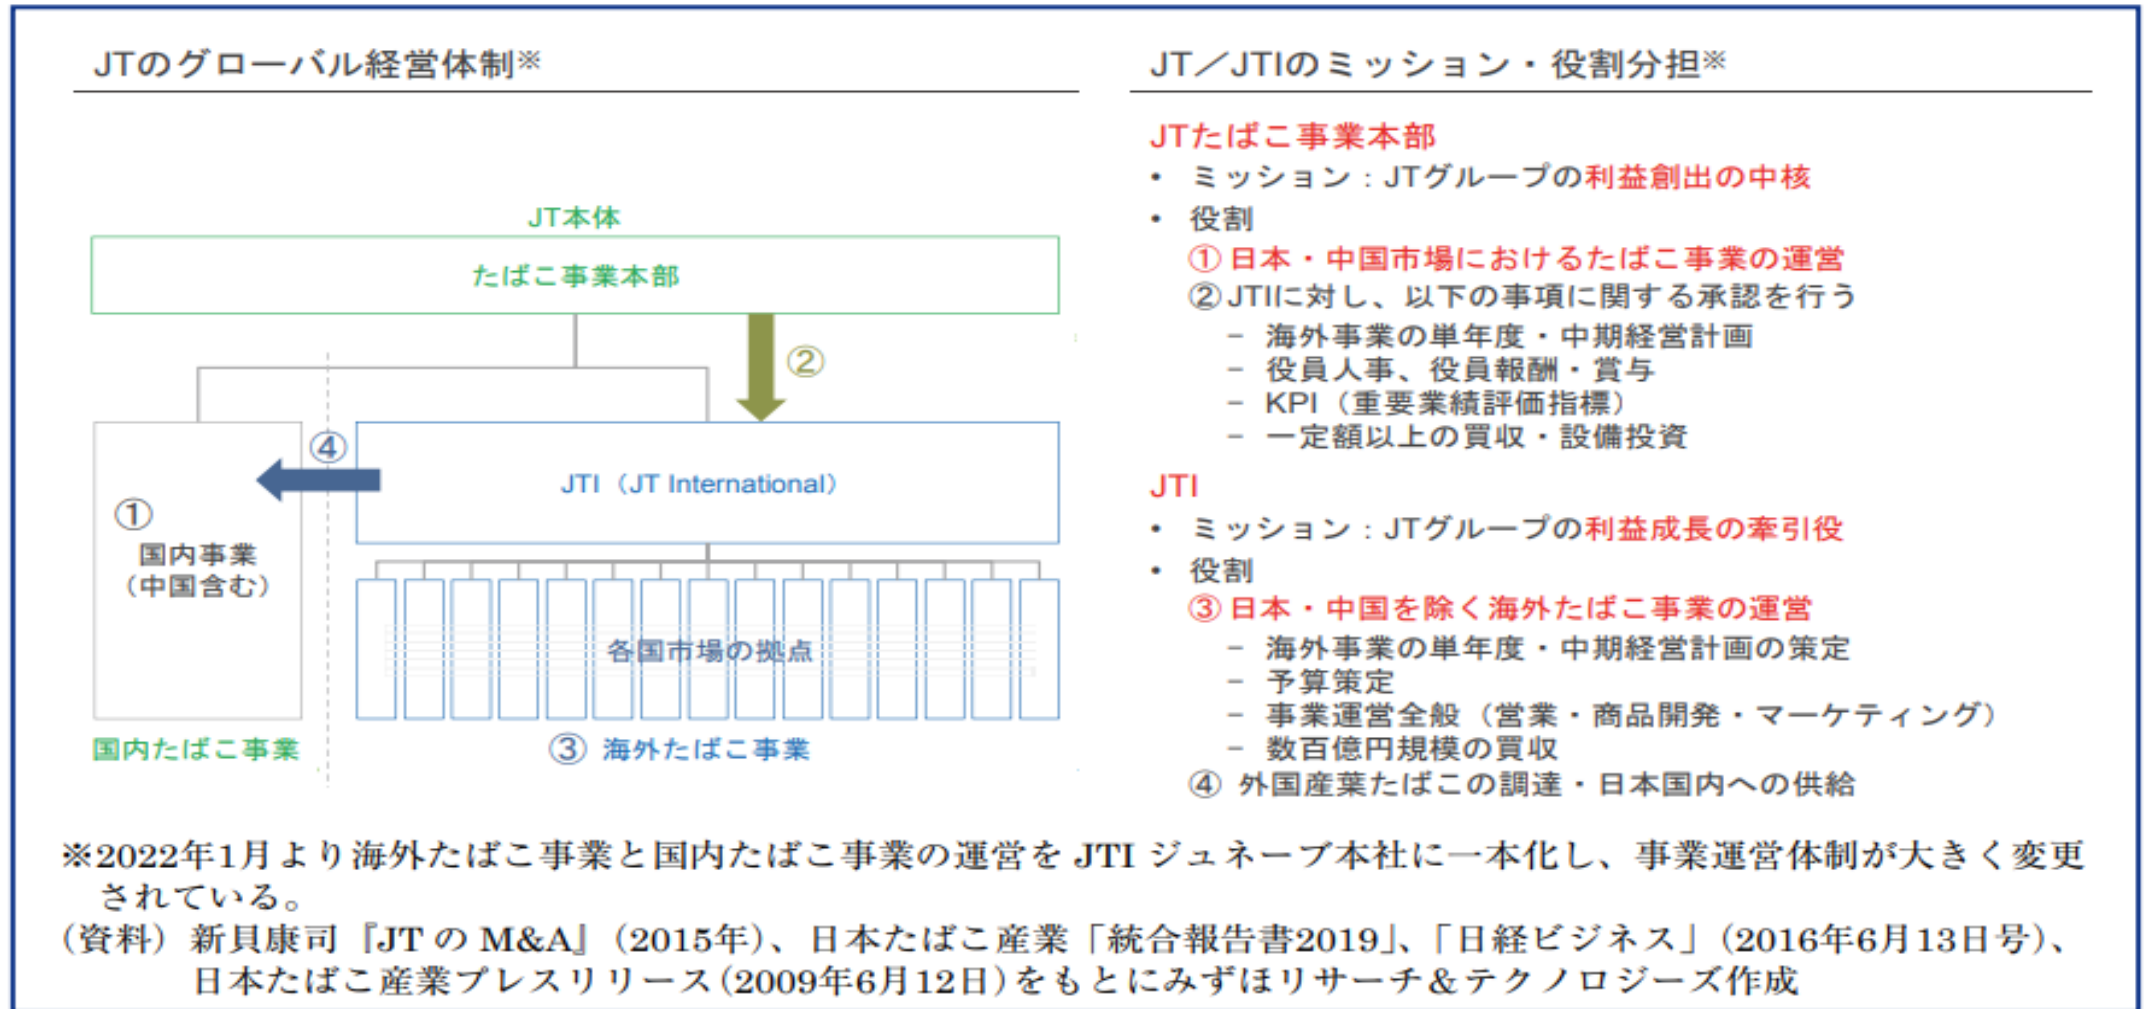 JTのグローバル経営体制※
JT本体
たばこ事業本部
②
④
JTI（JT International）
①
国内事業
（中国含む）
各国市場の拠点
国内たばこ事業
③ 海外たばこ事業
JT／JTIのミッション・役割分担※
JTたばこ事業本部
• ミッション：JTグループの利益創出の中核
• 役割
①日本・中国市場におけるたばこ事業の運営
②JTIに対し、以下の事項に関する承認を行う
− 海外事業の単年度・中期経営計画
− 役員人事、役員報酬・賞与
− KPI（重要業績評価指標）
− 一定額以上の買収・設備投資
JTI
• ミッション：JTグループの利益成長の牽引役
• 役割
③日本・中国を除く海外たばこ事業の運営
− 海外事業の単年度・中期経営計画の策定
− 予算策定
− 事業運営全般（営業・商品開発・マーケティング）
− 数百億円規模の買収
④ 外国産葉たばこの調達・日本国内への供給
※2022年1月より海外たばこ事業と国内たばこ事業の運営を JTI ジュネーブ本社に一本化し、事業運営体制が大きく変更
されている。
（資料）新貝康司『JT の M&A』（2015年）、日本たばこ産業「統合報告書2019」、「日経ビジネス」（2016年6月13日号）、
日本たばこ産業プレスリリース（2009年6月12日）をもとにみずほリサーチ＆テクノロジーズ作成